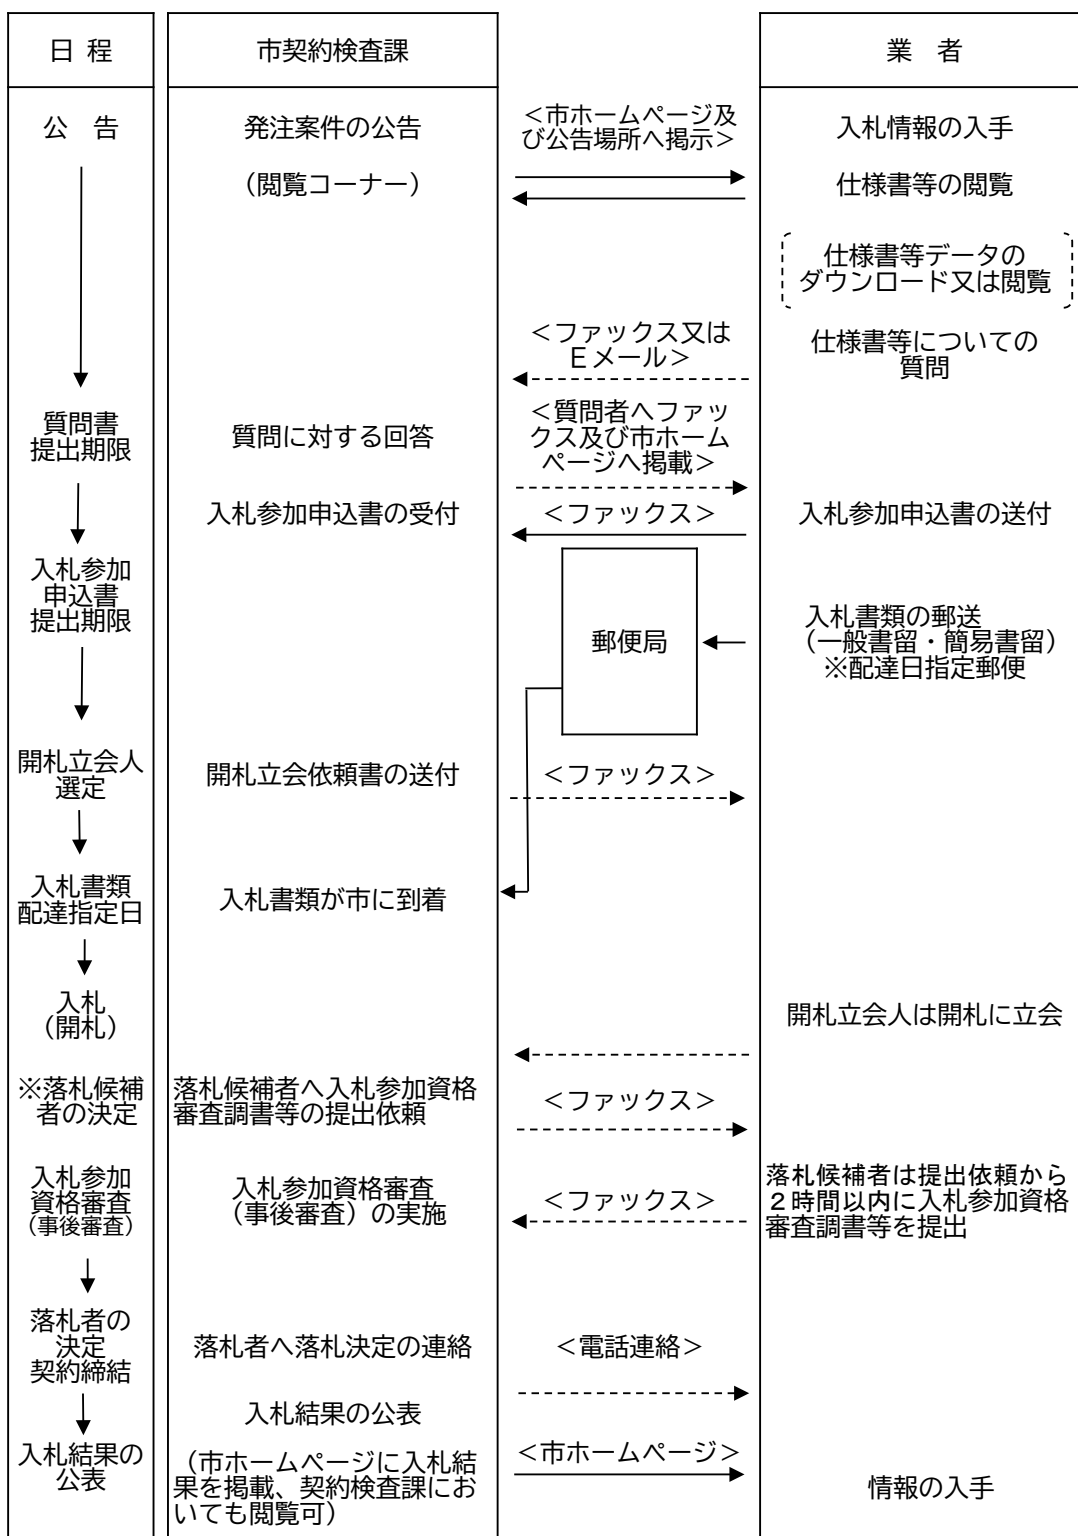 日 程
市契約検査課
業 者
公 告
発注案件の公告
＜市ホームページ及
び公告場所へ掲示＞
入札情報の入手
（閲覧コーナー）
仕様書等の閲覧
仕様書等データの
ダウンロード又は閲覧
＜ファックス又は
Ｅメール＞
仕様書等についての
質問
質問書
提出期限
質問に対する回答
＜質問者へファッ
クス及び市ホーム
ページへ掲載＞
入札参加申込書の受付
＜ファックス＞
入札参加申込書の送付
入札参加
申込書
提出期限
郵便局
入札書類の郵送
（一般書留・簡易書留）
※配達日指定郵便
開札立会人
選定
開札立会依頼書の送付
＜ファックス＞
入札書類
配達指定日
入札書類が市に到着
入札
（開札）
開札立会人は開札に立会
※落札候補
者の決定
落札候補者へ入札参加資格
審査調書等の提出依頼
＜ファックス＞
入札参加
資格審査
（事後審査）
入札参加資格審査
（事後審査）の実施
＜ファックス＞
落札候補者は提出依頼から
２時間以内に入札参加資格
審査調書等を提出
落札者の
決定
契約締結
落札者へ落札決定の連絡
＜電話連絡＞
入札結果の公表
入札結果の
公表
（市ホームページに入札結
果を掲載、契約検査課にお
いても閲覧可）
＜市ホームページ＞
情報の入手